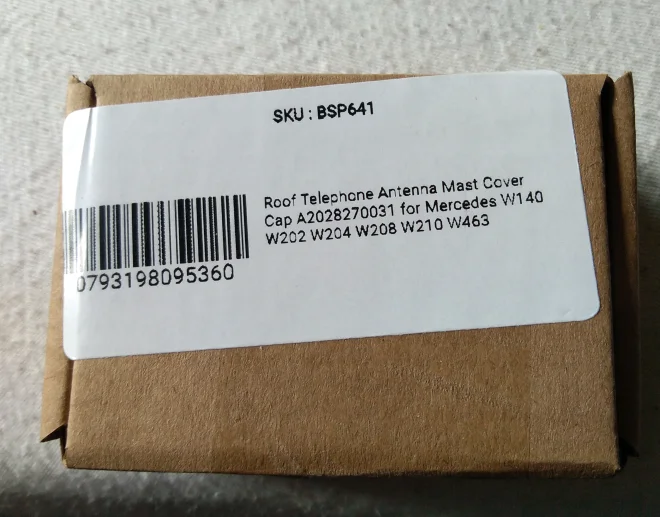 SKU : BSP641
Roof Telephone Antenna Mast Cover
Cap A2028270031 for Mercedes W140
W202 W204 W208 W210 W463
0793198095360